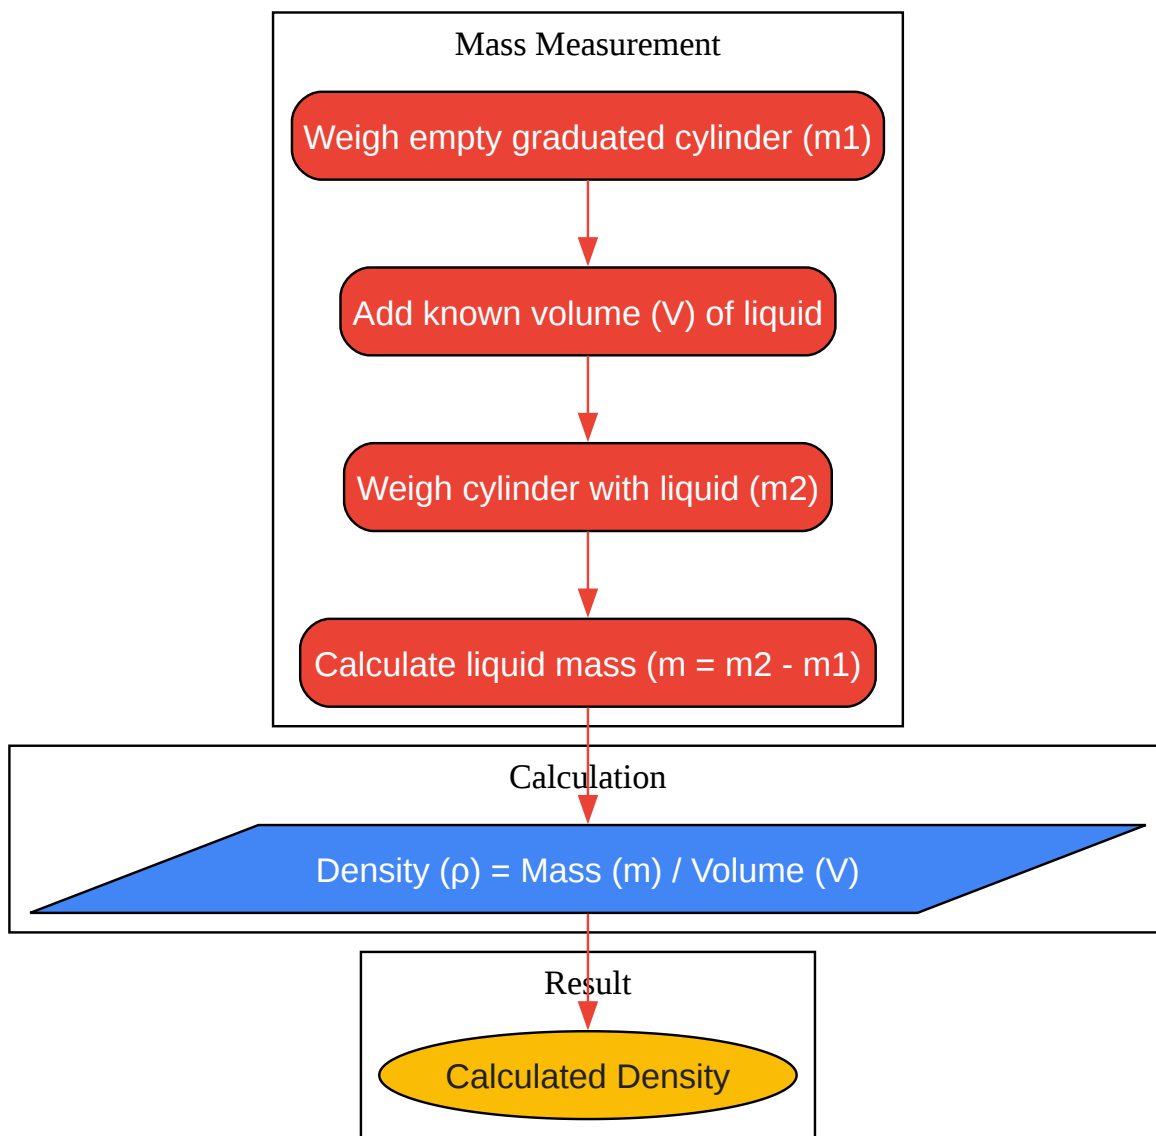 Mass Measurement
Weigh empty graduated cylinder (m1)
Add known volume (V) of liquid
Weigh cylinder with liquid (m2)
Calculate liquid mass (m = m2 - m1)
Calculation
Density (ρ) = Mass (m) / Volume (V)
Result
Calculated Density